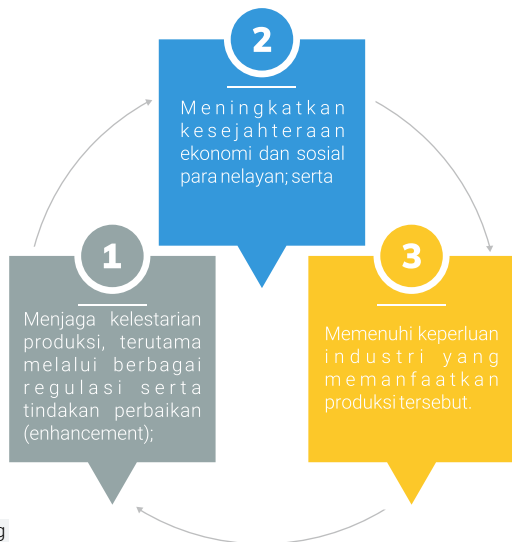 1
Menjaga kelestarian
produksi, terutama
melalui berbagai
regulasi serta
tindakan perbaikan
(enhancement);
2
Meningkatkan
kesejahteraan
ekonomi dan sosial
para nelayan; serta
3
Memenuhi keperluan
industri yang
memanfaatkan
produksi tersebut.
g